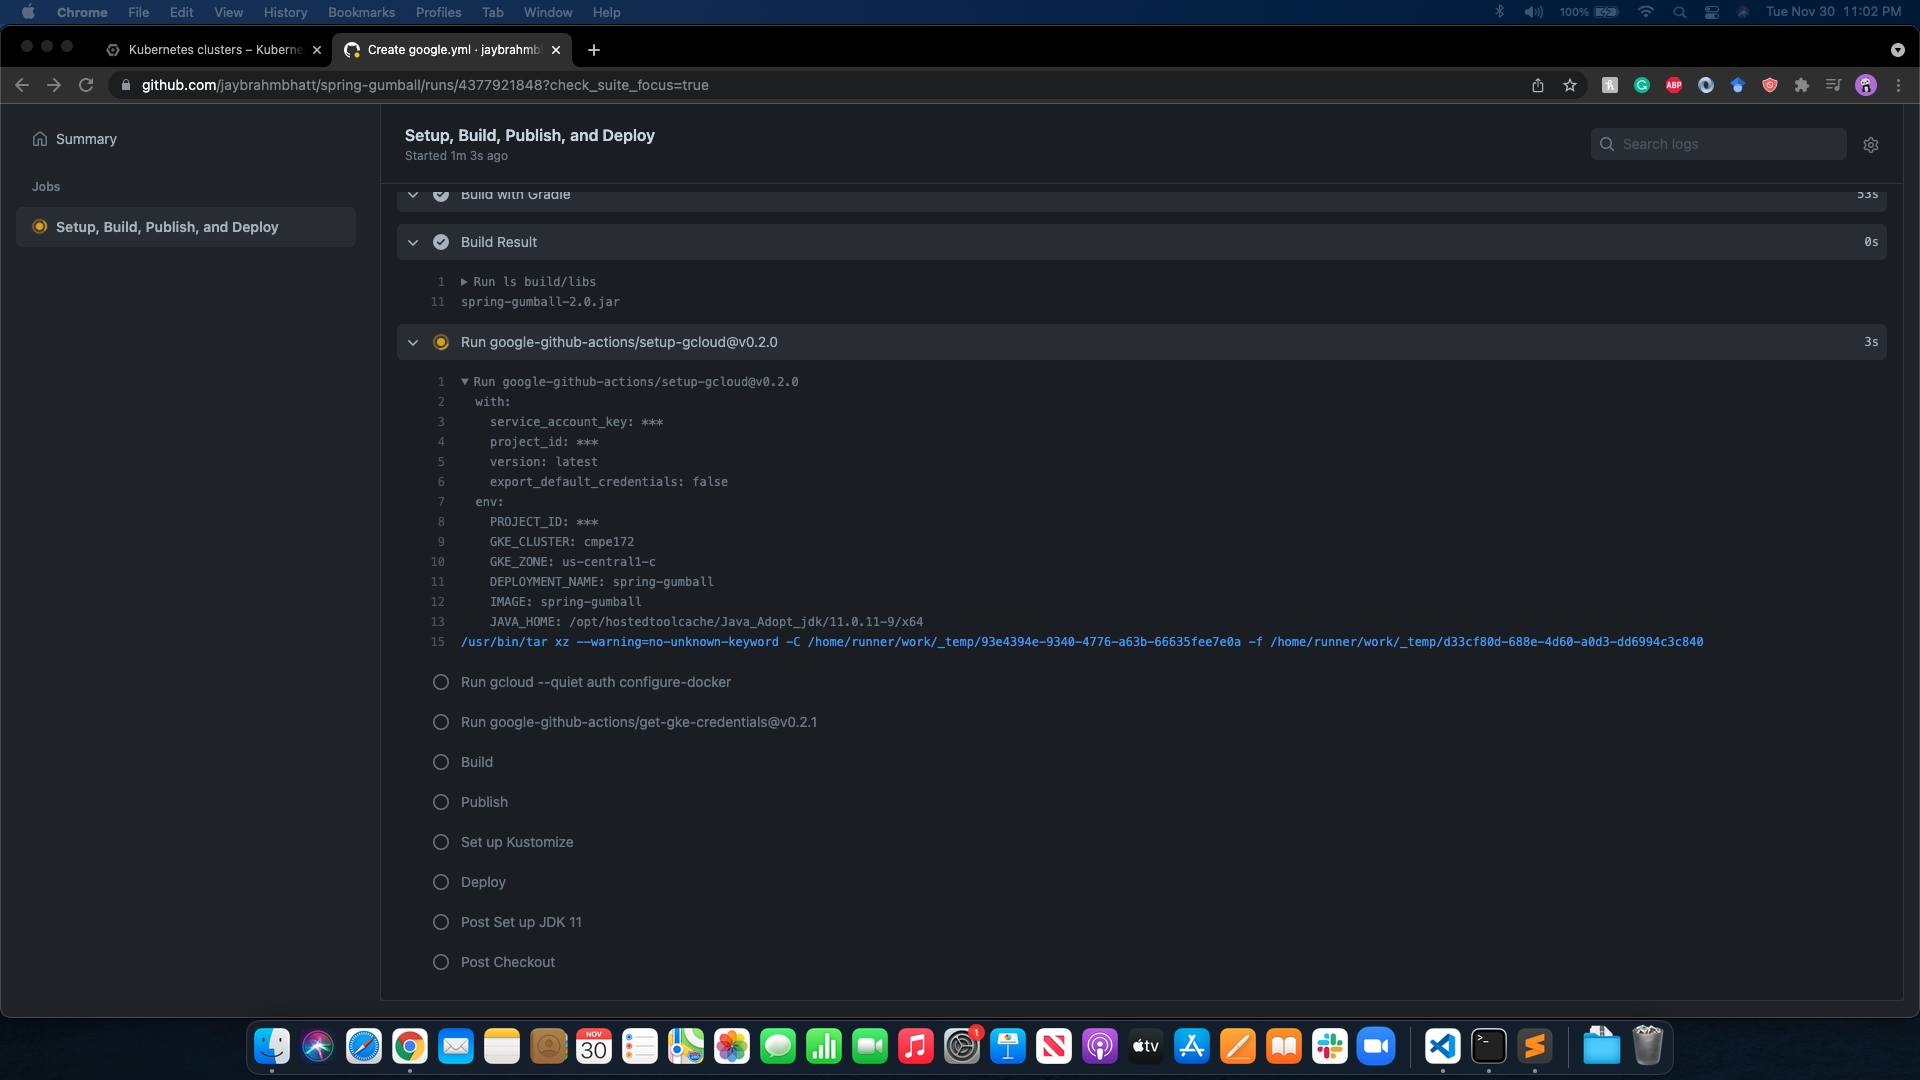 Chrome File Edit View History Bookmarks Profiles Tab Window Help 100% Tue Nov 30 11:02 PM
Kubernetes clusters – Kuberne
Create google.yml · jaybrahmb
github.com/jaybrahmbhatt/spring-gumball/runs/4377921848?check_suite_focus=true
ABP
Summary
Jobs
Setup, Build, Publish, and Deploy
Setup, Build, Publish, and Deploy
Started 1m 3s ago
Search logs
Build with Gradle 53s
Build Result 0s
1 Run ls build/libs
11 spring-gumball-2.0.jar
Run google-github-actions/setup-gcloud@v0.2.0 3s
1 Run google-github-actions/setup-gcloud@v0.2.0
2 with:
3 service_account_key: ***
4 project_id: ***
5 version: latest
6 export_default_credentials: false
7 env:
8 PROJECT_ID: ***
9 GKE_CLUSTER: cmpe172
10 GKE_ZONE: us-central1-c
11 DEPLOYMENT_NAME: spring-gumball
12 IMAGE: spring-gumball
13 JAVA_HOME: /opt/hostedtoolcache/Java_Adopt_jdk/11.0.11-9/x64
15 /usr/bin/tar xz --warning=no-unknown-keyword -C /home/runner/work/_temp/93e4394e-9340-4776-a63b-66635fee7e0a -f /home/runner/work/_temp/d33cf80d-688e-4d60-a0d3-dd6994c3c840
Run gcloud --quiet auth configure-docker
Run google-github-actions/get-gke-credentials@v0.2.1
Build
Publish
Set up Kustomize
Deploy
Post Set up JDK 11
Post Checkout
NOV
30
1
tv